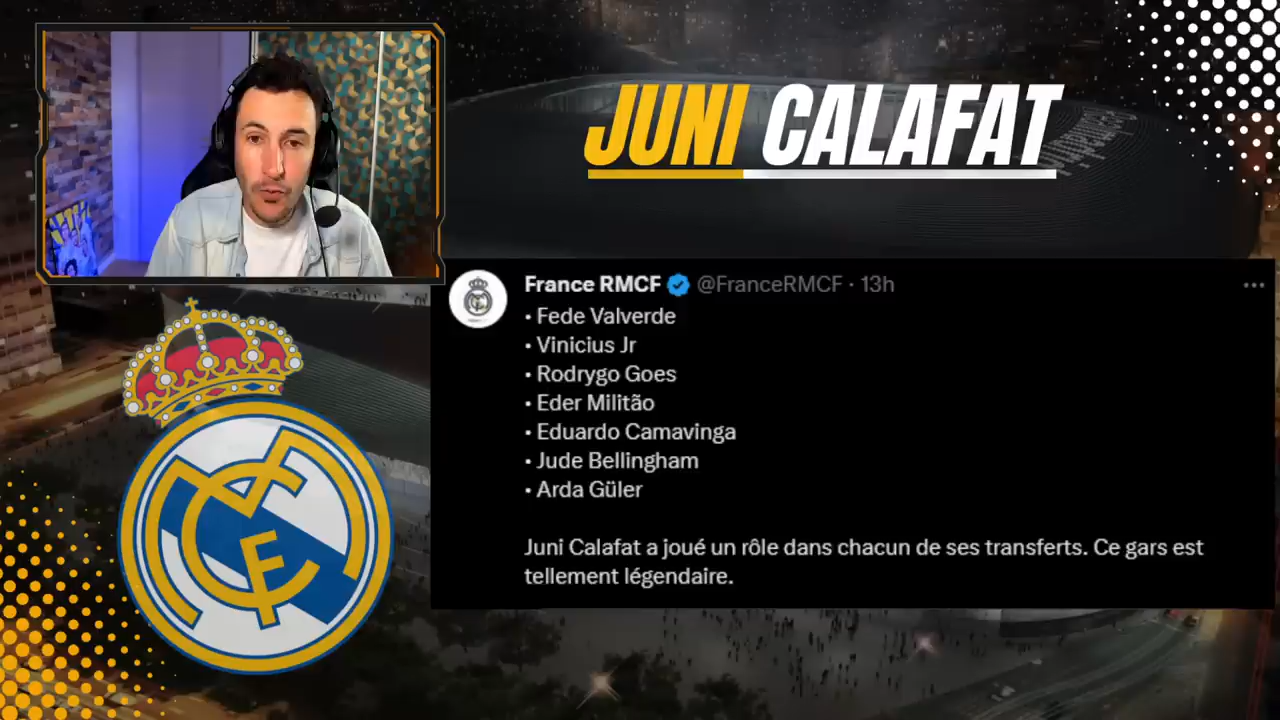 JUNI CALAFAT
France RMCF @FranceRMCF · 13h
• Fede Valverde
• Vinicius Jr
• Rodrygo Goes
• Eder Militão
• Eduardo Camavinga
• Jude Bellingham
• Arda Güler
Juni Calafat a joué un rôle dans chacun de ses transferts. Ce gars est
tellement légendaire.